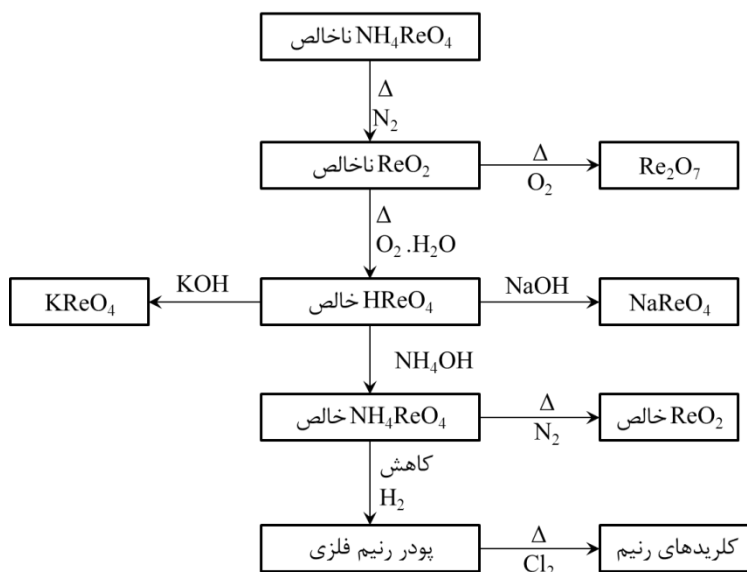 NH₄ReO₄ ناخالص
Δ
N₂
ReO₂ ناخالص
Δ
O₂
Re₂O₇
Δ
O₂ .H₂O
KReO₄
KOH
HReO₄ خالص
NaOH
NaReO₄
NH₄OH
NH₄ReO₄ خالص
Δ
N₂
ReO₂ خالص
کاهش
H₂
پودر رنیم فلزی
Δ
Cl₂
کلریدهای رنیم